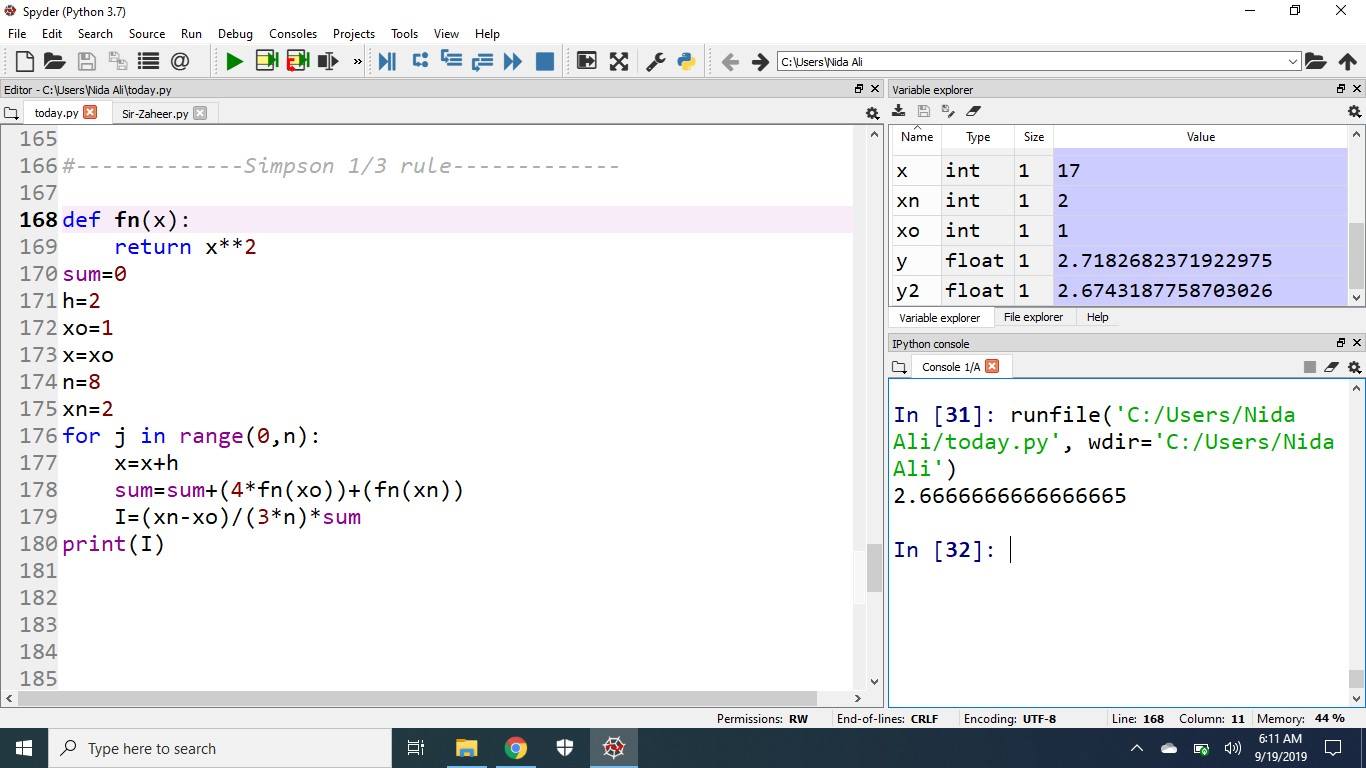 Spyder (Python 3.7)
File Edit Search Source Run Debug Consoles Projects Tools View Help
C:\Users\Nida Ali
Editor - C:\Users\Nida Ali\today.py
today.py Sir-Zaheer.py
165
166 #-------------Simpson 1/3 rule-------------
167
168 def fn(x):
169     return x**2
170 sum=0
171 h=2
172 xo=1
173 x=xo
174 n=8
175 xn=2
176 for j in range(0,n):
177     x=x+h
178     sum=sum+(4*fn(xo))+(fn(xn))
179     I=(xn-xo)/(3*n)*sum
180 print(I)
181
182
183
184
185
Variable explorer
Name Type Size Value
x int 1 17
xn int 1 2
xo int 1 1
y float 1 2.7182682371922975
y2 float 1 2.6743187758703026
Variable explorer File explorer Help
IPython console
Console 1/A
In [31]: runfile('C:/Users/Nida
Ali/today.py', wdir='C:/Users/Nida
Ali')
2.6666666666666665
In [32]:
Permissions: RW End-of-lines: CRLF Encoding: UTF-8 Line: 168 Column: 11 Memory: 44 %
Type here to search
6:11 AM
9/19/2019